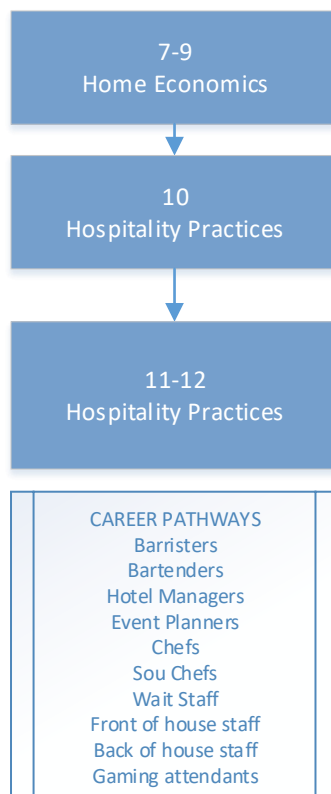 7-9
Home Economics
10
Hospitality Practices
11-12
Hospitality Practices
CAREER PATHWAYS
Barristers
Bartenders
Hotel Managers
Event Planners
Chefs
Sou Chefs
Wait Staff
Front of house staff
Back of house staff
Gaming attendants